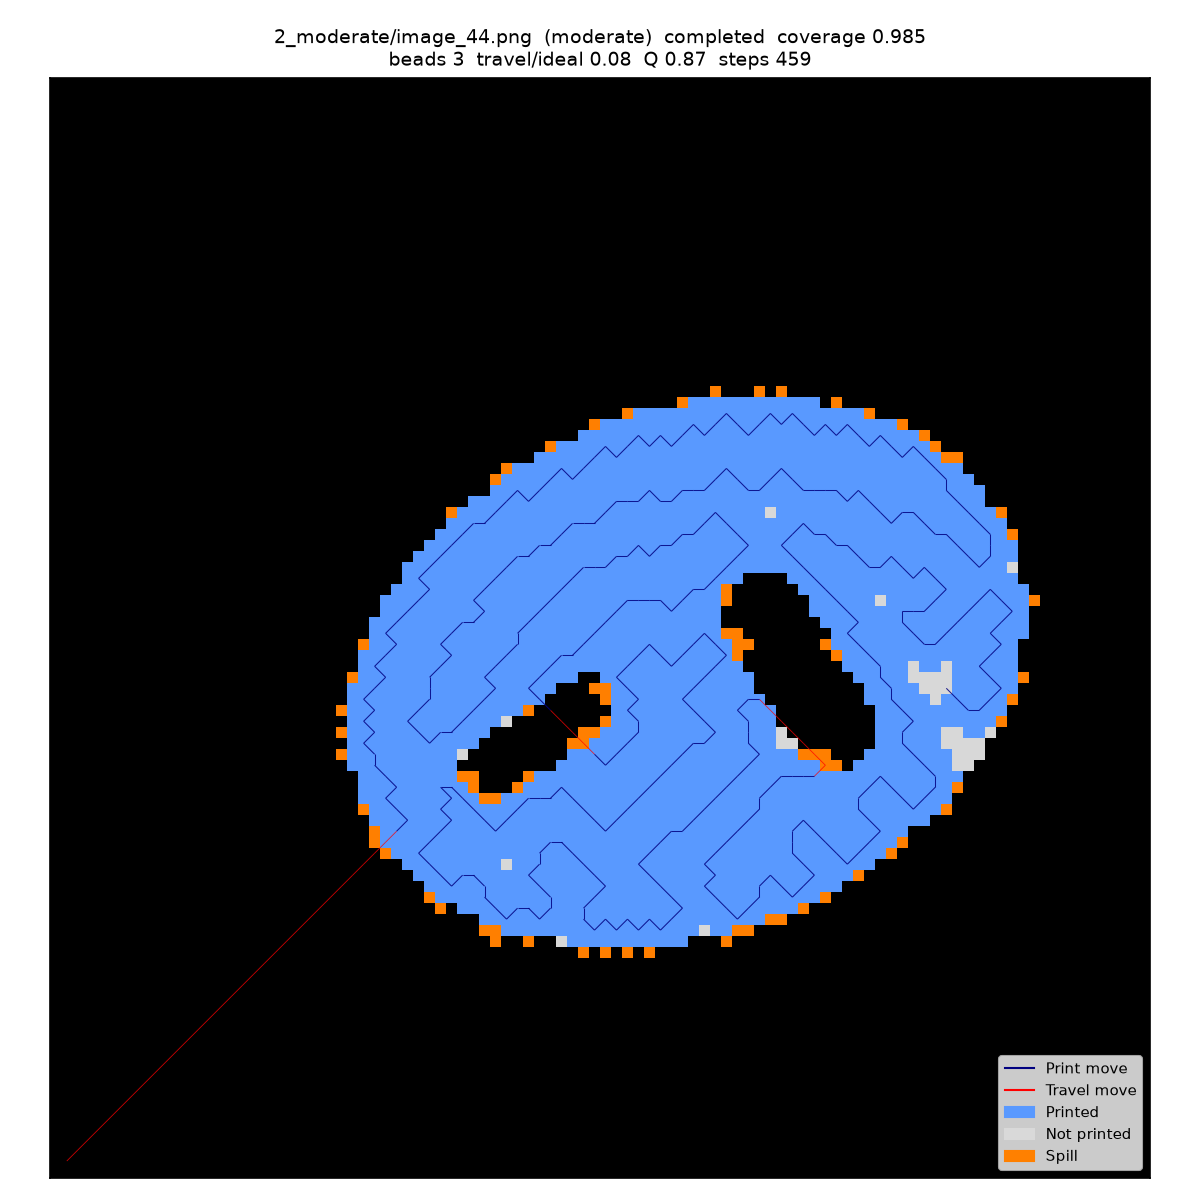 2_moderate/image_44.png  (moderate)  completed  coverage 0.985
beads 3  travel/ideal 0.08  Q 0.87  steps 459
Print move
Travel move
Printed
Not printed
Spill